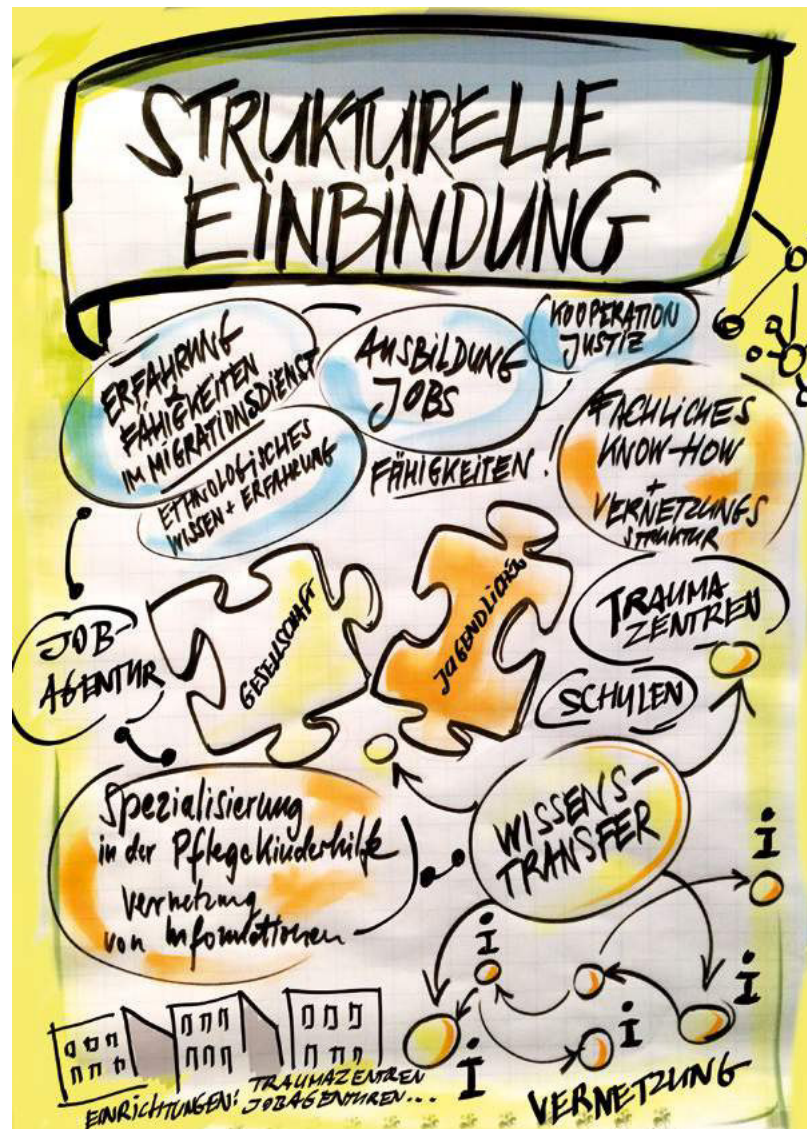 STRUKTURELLE
EINBINDUNG
ERFAHRUNG
+
FÄHIGKEITEN
IM MIGRATIONSDIENST
ETHNOLOGISCHES
WISSEN + ERFAHRUNG
AUSBILDUNG
JOBS
KOOPERATION
JUSTIZ
FÄHIGKEITEN!
FACHLICHES
KNOW-HOW
+
VERNETZUNGS
STRUKTUR
JOB-
AGENTUR
GESELLSCHAFT
JUGENDLICHE
TRAUMA
ZENTREN
SCHULEN
Spezialisierung
in der Pflegekinderhilfe
Vernetzung
von Informationen
WISSENS-
TRANSFER
i
i
i
i
i
VERNETZUNG
EINRICHTUNGEN: TRAUMAZENTREN
JOBAGENTUREN...